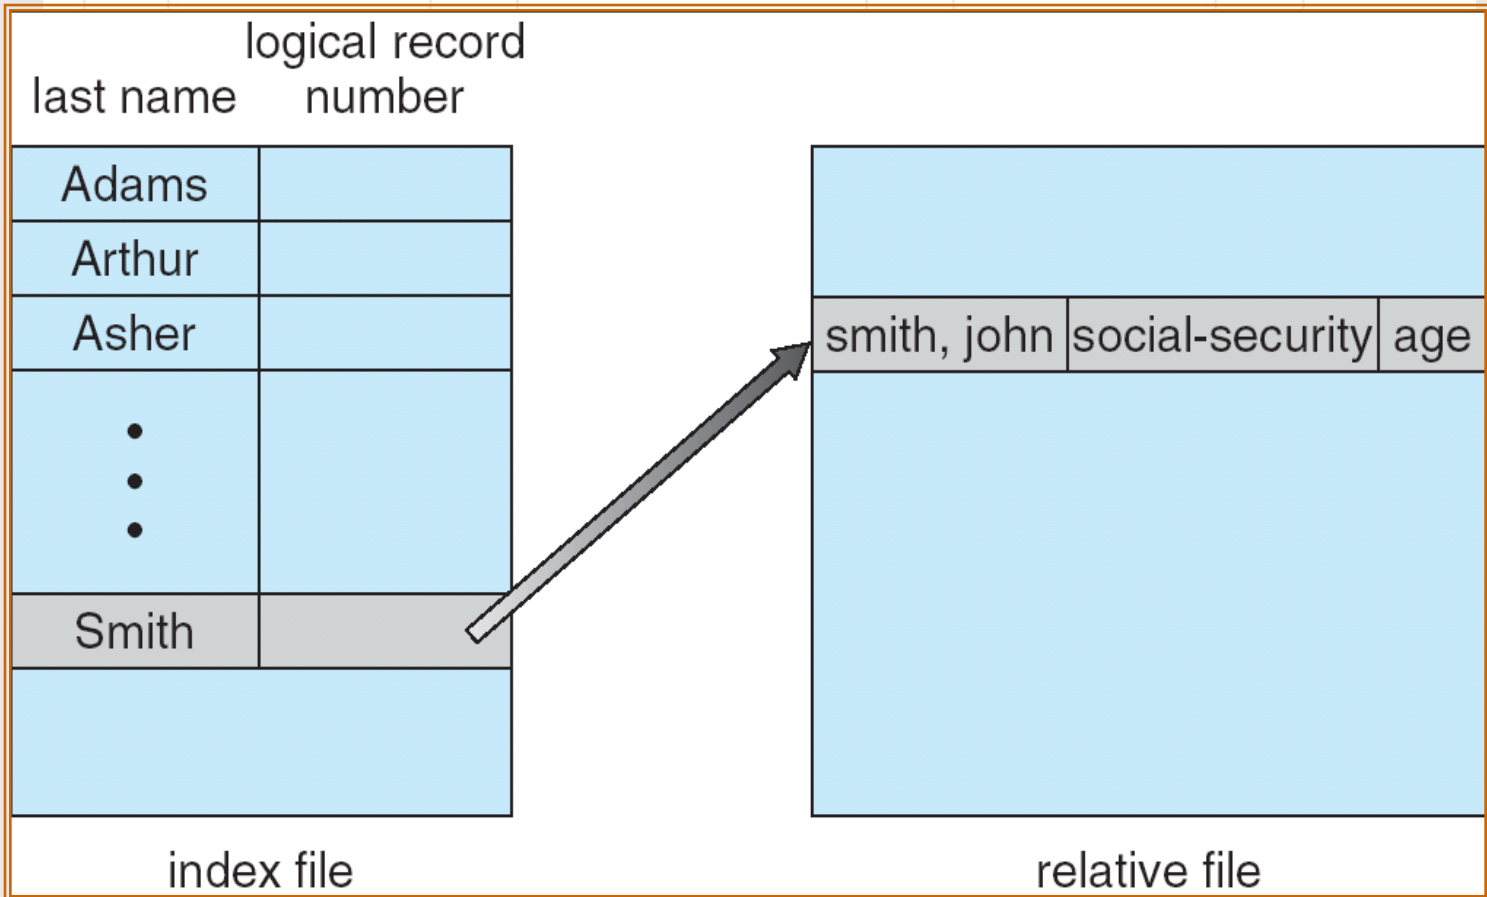 logical record
last name number
Adams
Arthur
Asher
smith, john social-security age
Smith
index file relative file